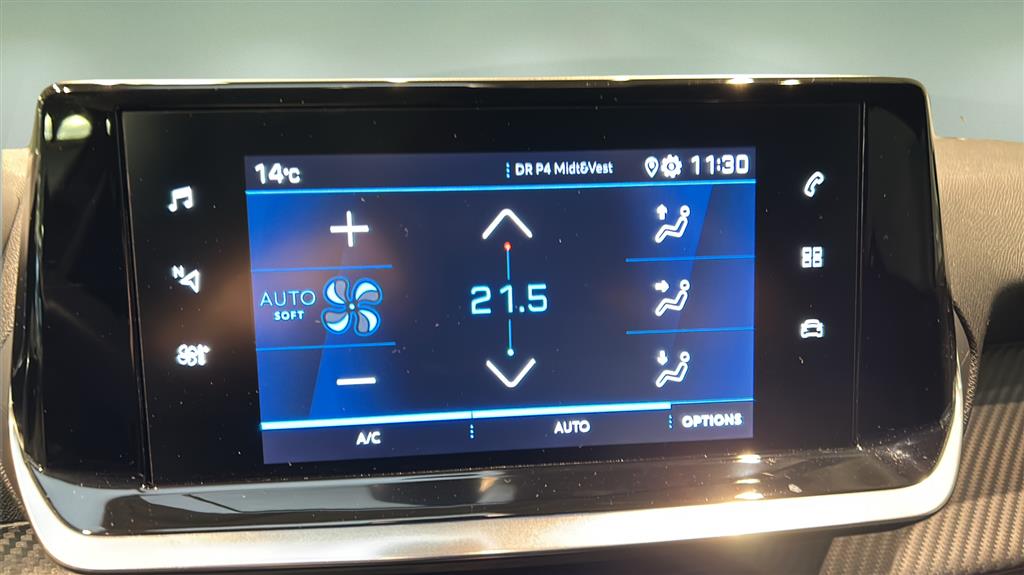 14°C
DR P4 Midt&Vest
11:30
N
AUTO
SOFT
21.5
A/C
AUTO
OPTIONS